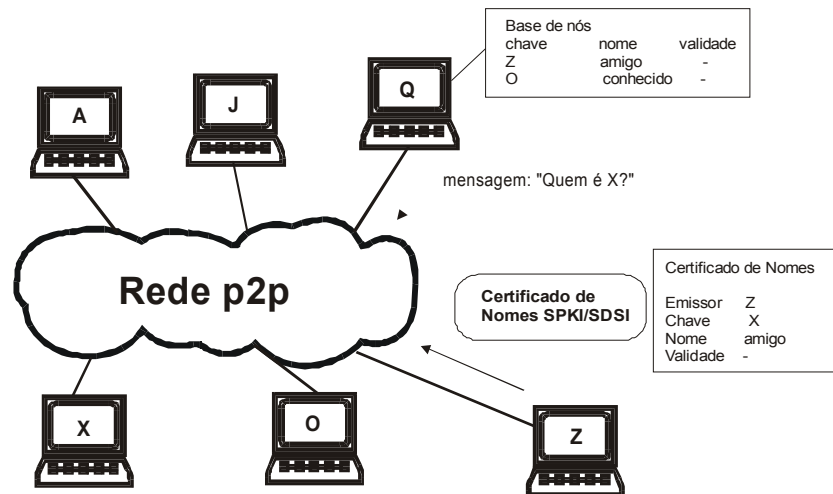 Base de nós
chave nome validade
Z amigo -
O conhecido -
A
J
Q
mensagem: "Quem é X?"
Rede p2p
Certificado de
Nomes SPKI/SDSI
Certificado de Nomes
Emissor Z
Chave X
Nome amigo
Validade -
X
O
Z